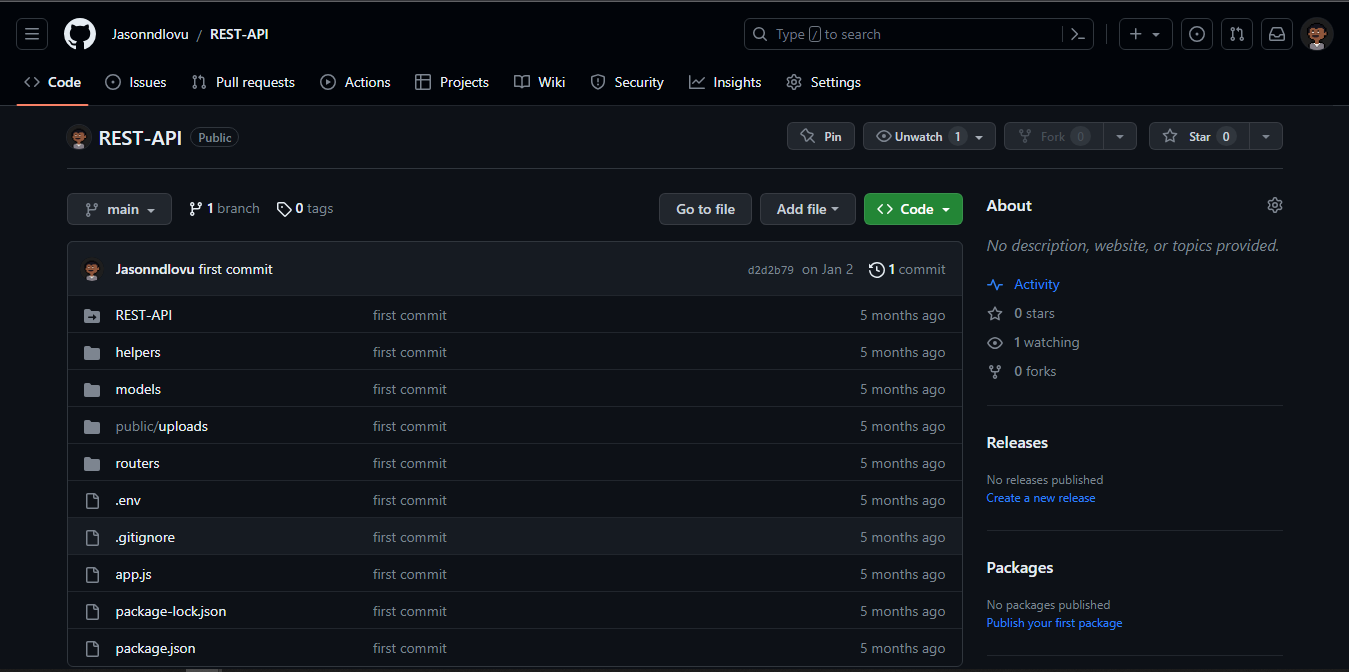 Jasonndlovu / REST-API
Type / to search
Code Issues Pull requests Actions Projects Wiki Security Insights Settings
REST-API Public
Pin Unwatch 1 Fork 0 Star 0
main 1 branch 0 tags Go to file Add file Code
Jasonndlovu first commit d2d2b79 on Jan 2 1 commit
REST-API first commit 5 months ago
helpers first commit 5 months ago
models first commit 5 months ago
public/uploads first commit 5 months ago
routers first commit 5 months ago
.env first commit 5 months ago
.gitignore first commit 5 months ago
app.js first commit 5 months ago
package-lock.json first commit 5 months ago
package.json first commit 5 months ago
About
No description, website, or topics provided.
Activity
0 stars
1 watching
0 forks
Releases
No releases published
Create a new release
Packages
No packages published
Publish your first package